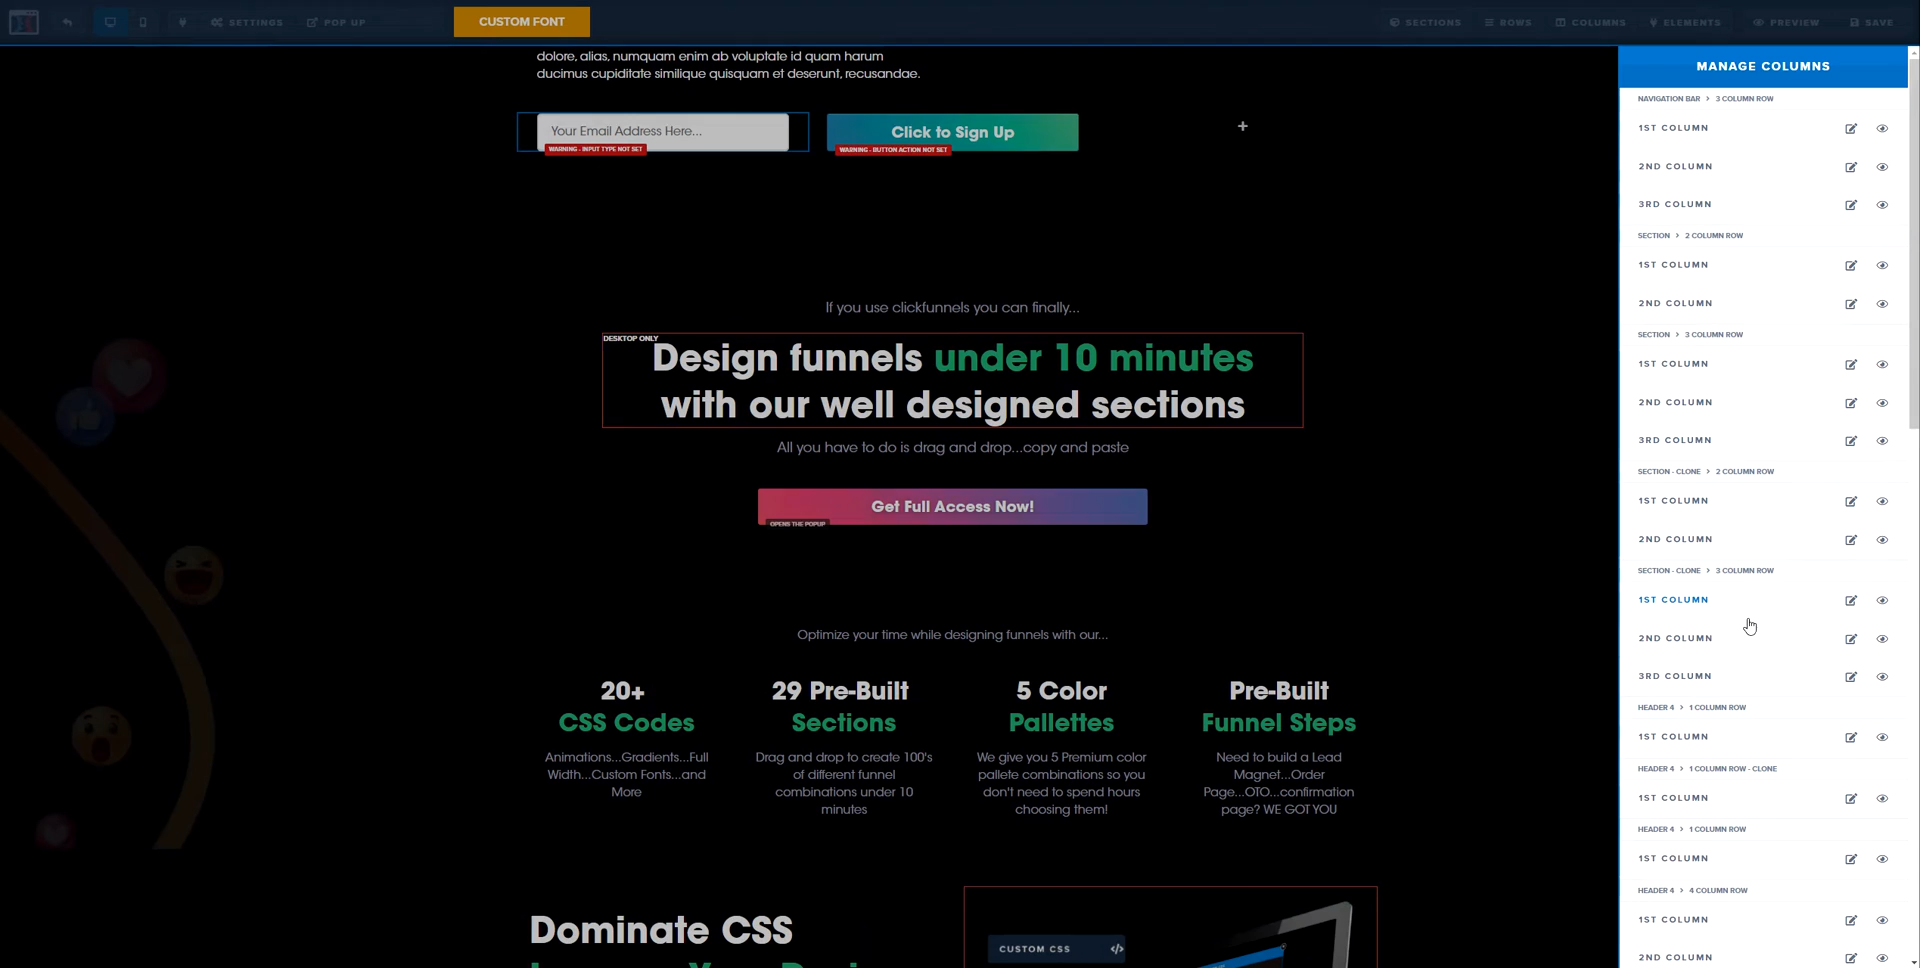 SETTINGS
POP UP
CUSTOM FONT
SECTIONS
ROWS
COLUMNS
ELEMENTS
PREVIEW
SAVE
dolore, alias, numquam enim ab voluptate id quam harum
ducimus cupiditate similique quisquam et deserunt, recusandae.
Your Email Address Here...
WARNING - INPUT TYPE NOT SET
Click to Sign Up
WARNING - BUTTON ACTION NOT SET
+
If you use clickfunnels you can finally...
DESKTOP ONLY
Design funnels under 10 minutes
with our well designed sections
All you have to do is drag and drop...copy and paste
Get Full Access Now!
OPENS THE POPUP
Optimize your time while designing funnels with our...
20+
CSS Codes
Animations...Gradients...Full
Width...Custom Fonts...and
More
29 Pre-Built
Sections
Drag and drop to create 100's
of different funnel
combinations under 10
minutes
5 Color
Pallettes
We give you 5 Premium color
pallete combinations so you
don't need to spend hours
choosing them!
Pre-Built
Funnel Steps
Need to build a Lead
Magnet...Order
Page...OTO...confirmation
page? WE GOT YOU
Dominate CSS
CUSTOM CSS </>
MANAGE COLUMNS
NAVIGATION BAR > 3 COLUMN ROW
1ST COLUMN
2ND COLUMN
3RD COLUMN
SECTION > 2 COLUMN ROW
1ST COLUMN
2ND COLUMN
SECTION > 3 COLUMN ROW
1ST COLUMN
2ND COLUMN
3RD COLUMN
SECTION - CLONE > 2 COLUMN ROW
1ST COLUMN
2ND COLUMN
SECTION - CLONE > 3 COLUMN ROW
1ST COLUMN
2ND COLUMN
3RD COLUMN
HEADER 4 > 1 COLUMN ROW
1ST COLUMN
HEADER 4 > 1 COLUMN ROW - CLONE
1ST COLUMN
HEADER 4 > 1 COLUMN ROW
1ST COLUMN
HEADER 4 > 4 COLUMN ROW
1ST COLUMN
2ND COLUMN